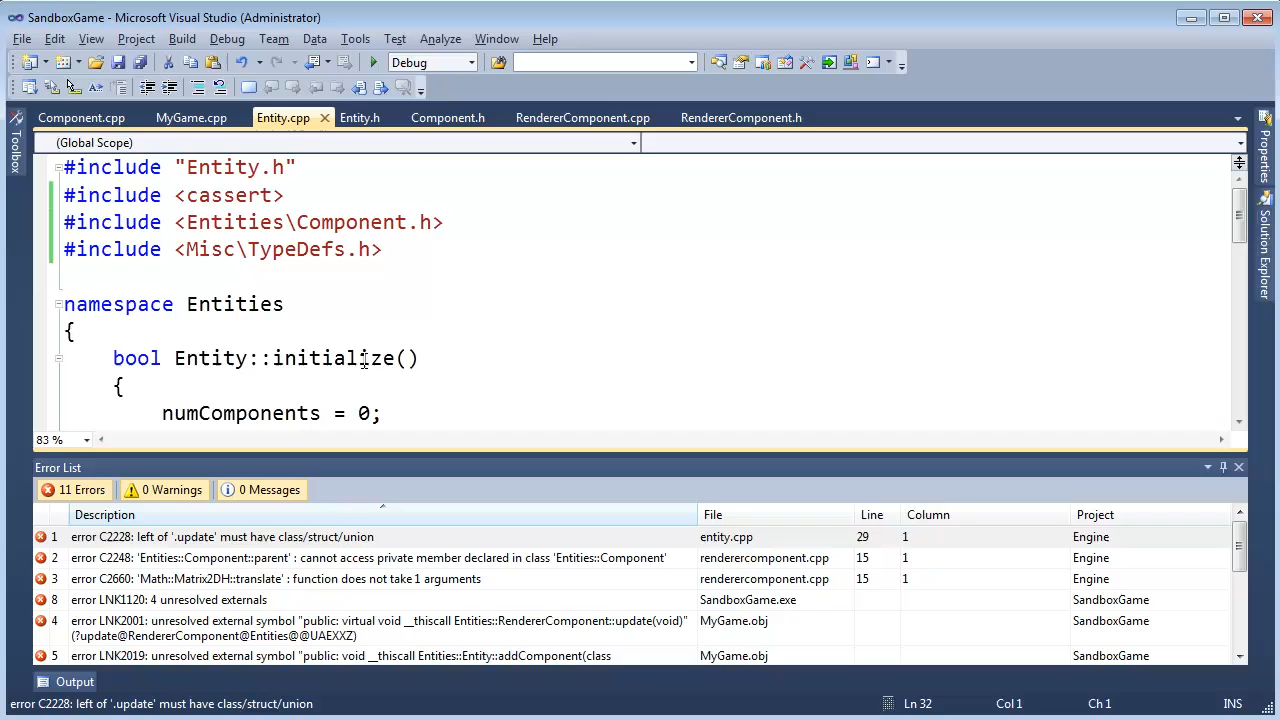 SandboxGame - Microsoft Visual Studio (Administrator)
File Edit View Project Build Debug Team Data Tools Test Analyze Window Help
Debug
Component.cpp MyGame.cpp Entity.cpp Entity.h Component.h RendererComponent.cpp RendererComponent.h
Toolbox
Properties
Solution Explorer
(Global Scope)
#include "Entity.h"
#include <cassert>
#include <Entities\Component.h>
#include <Misc\TypeDefs.h>
namespace Entities
{
bool Entity::initialize()
{
numComponents = 0;
83 %
Error List
11 Errors 0 Warnings 0 Messages
Description File Line Column Project
1 error C2228: left of '.update' must have class/struct/union entity.cpp 29 1 Engine
2 error C2248: 'Entities::Component::parent' : cannot access private member declared in class 'Entities::Component' renderercomponent.cpp 15 1 Engine
3 error C2660: 'Math::Matrix2DH::translate' : function does not take 1 arguments renderercomponent.cpp 15 1 Engine
8 error LNK1120: 4 unresolved externals SandboxGame.exe SandboxGame
4 error LNK2001: unresolved external symbol "public: virtual void __thiscall Entities::RendererComponent::update(void)" MyGame.obj SandboxGame
(?update@RendererComponent@Entities@@UAEXXZ)
5 error LNK2019: unresolved external symbol "public: void __thiscall Entities::Entity::addComponent(class MyGame.obj SandboxGame
Output
error C2228: left of '.update' must have class/struct/union Ln 32 Col 1 Ch 1 INS